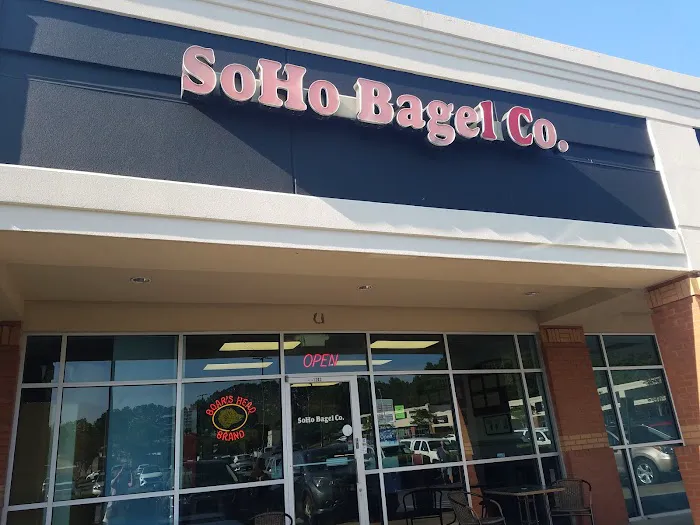 SoHo Bagel Co.
OPEN
BOAR'S HEAD
BRAND
SoHo Bagel Co.